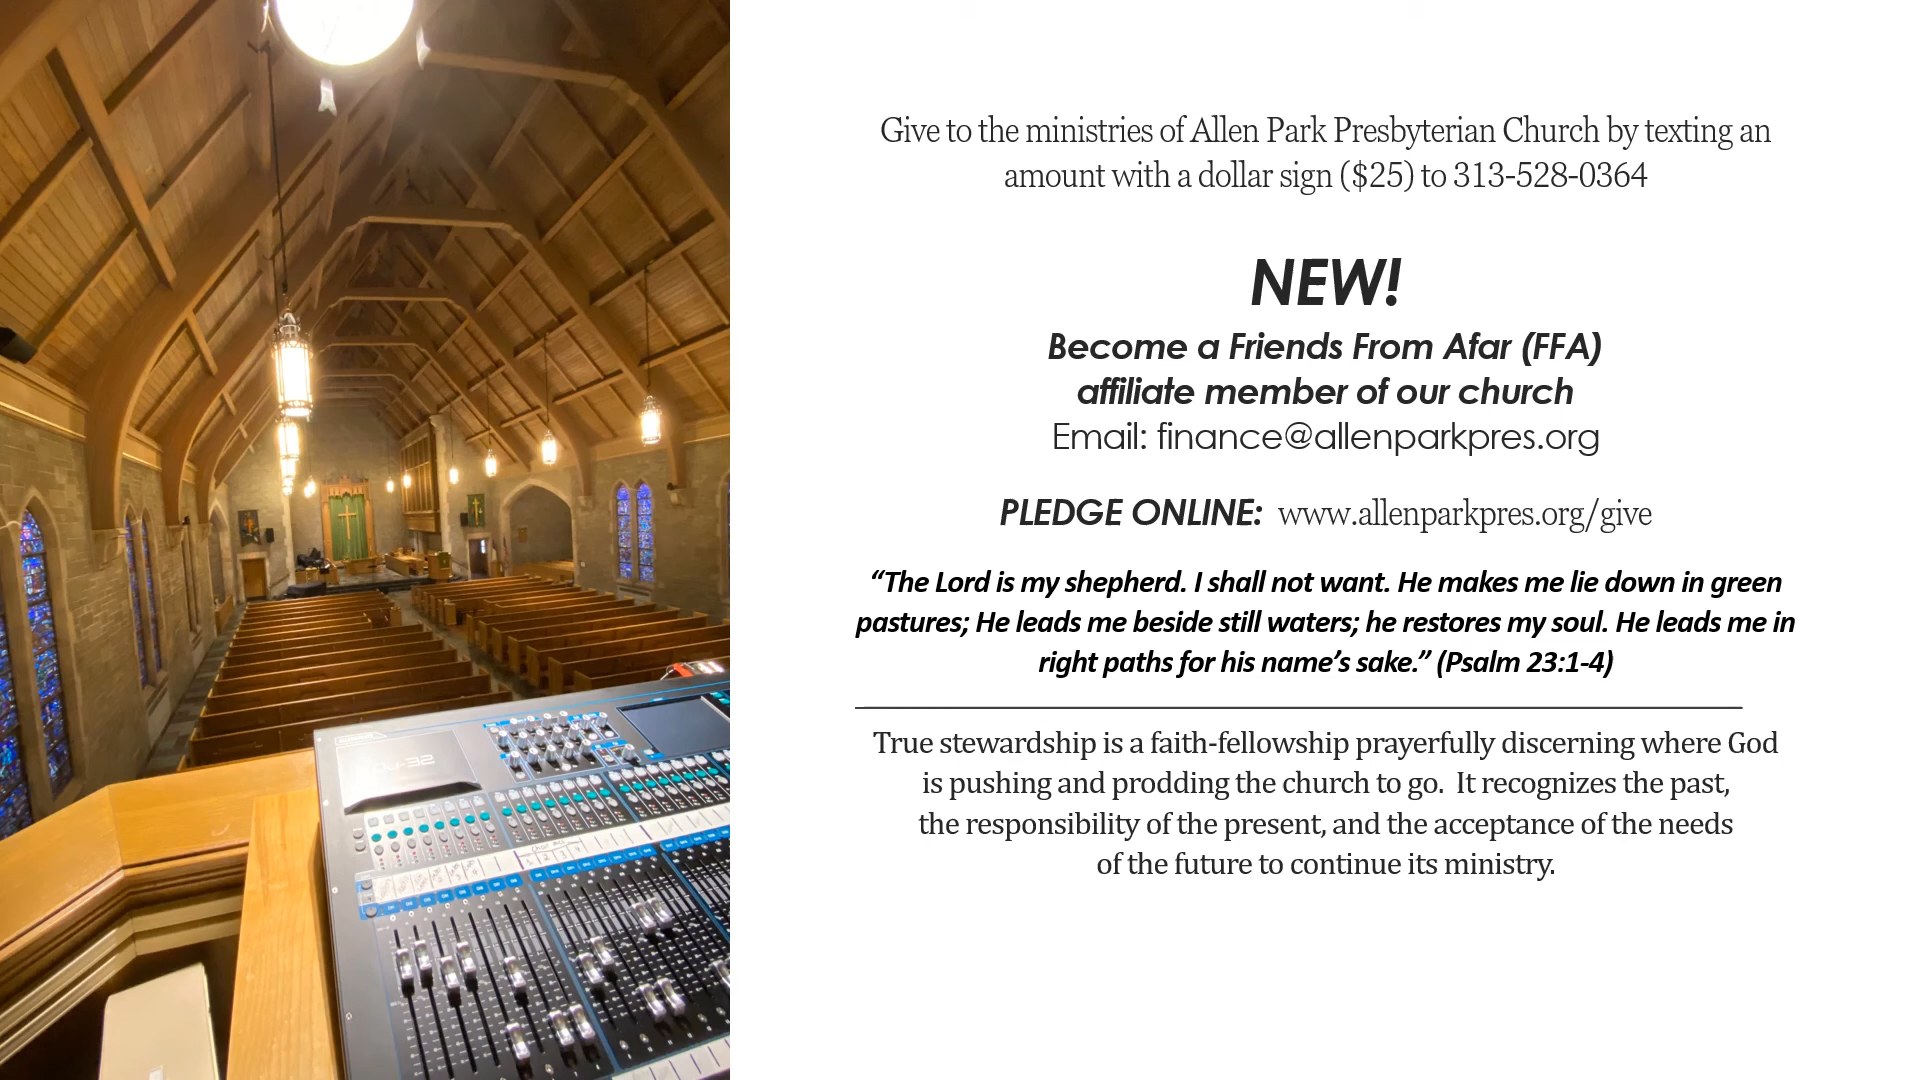 Give to the ministries of Allen Park Presbyterian Church by texting an
amount with a dollar sign ($25) to 313-528-0364
NEW!
Become a Friends From Afar (FFA)
affiliate member of our church
Email: finance@allenparkpres.org
PLEDGE ONLINE: www.allenparkpres.org/give
“The Lord is my shepherd. I shall not want. He makes me lie down in green
pastures; He leads me beside still waters; he restores my soul. He leads me in
right paths for his name’s sake.” (Psalm 23:1-4)
True stewardship is a faith-fellowship prayerfully discerning where God
is pushing and prodding the church to go. It recognizes the past,
the responsibility of the present, and the acceptance of the needs
of the future to continue its ministry.